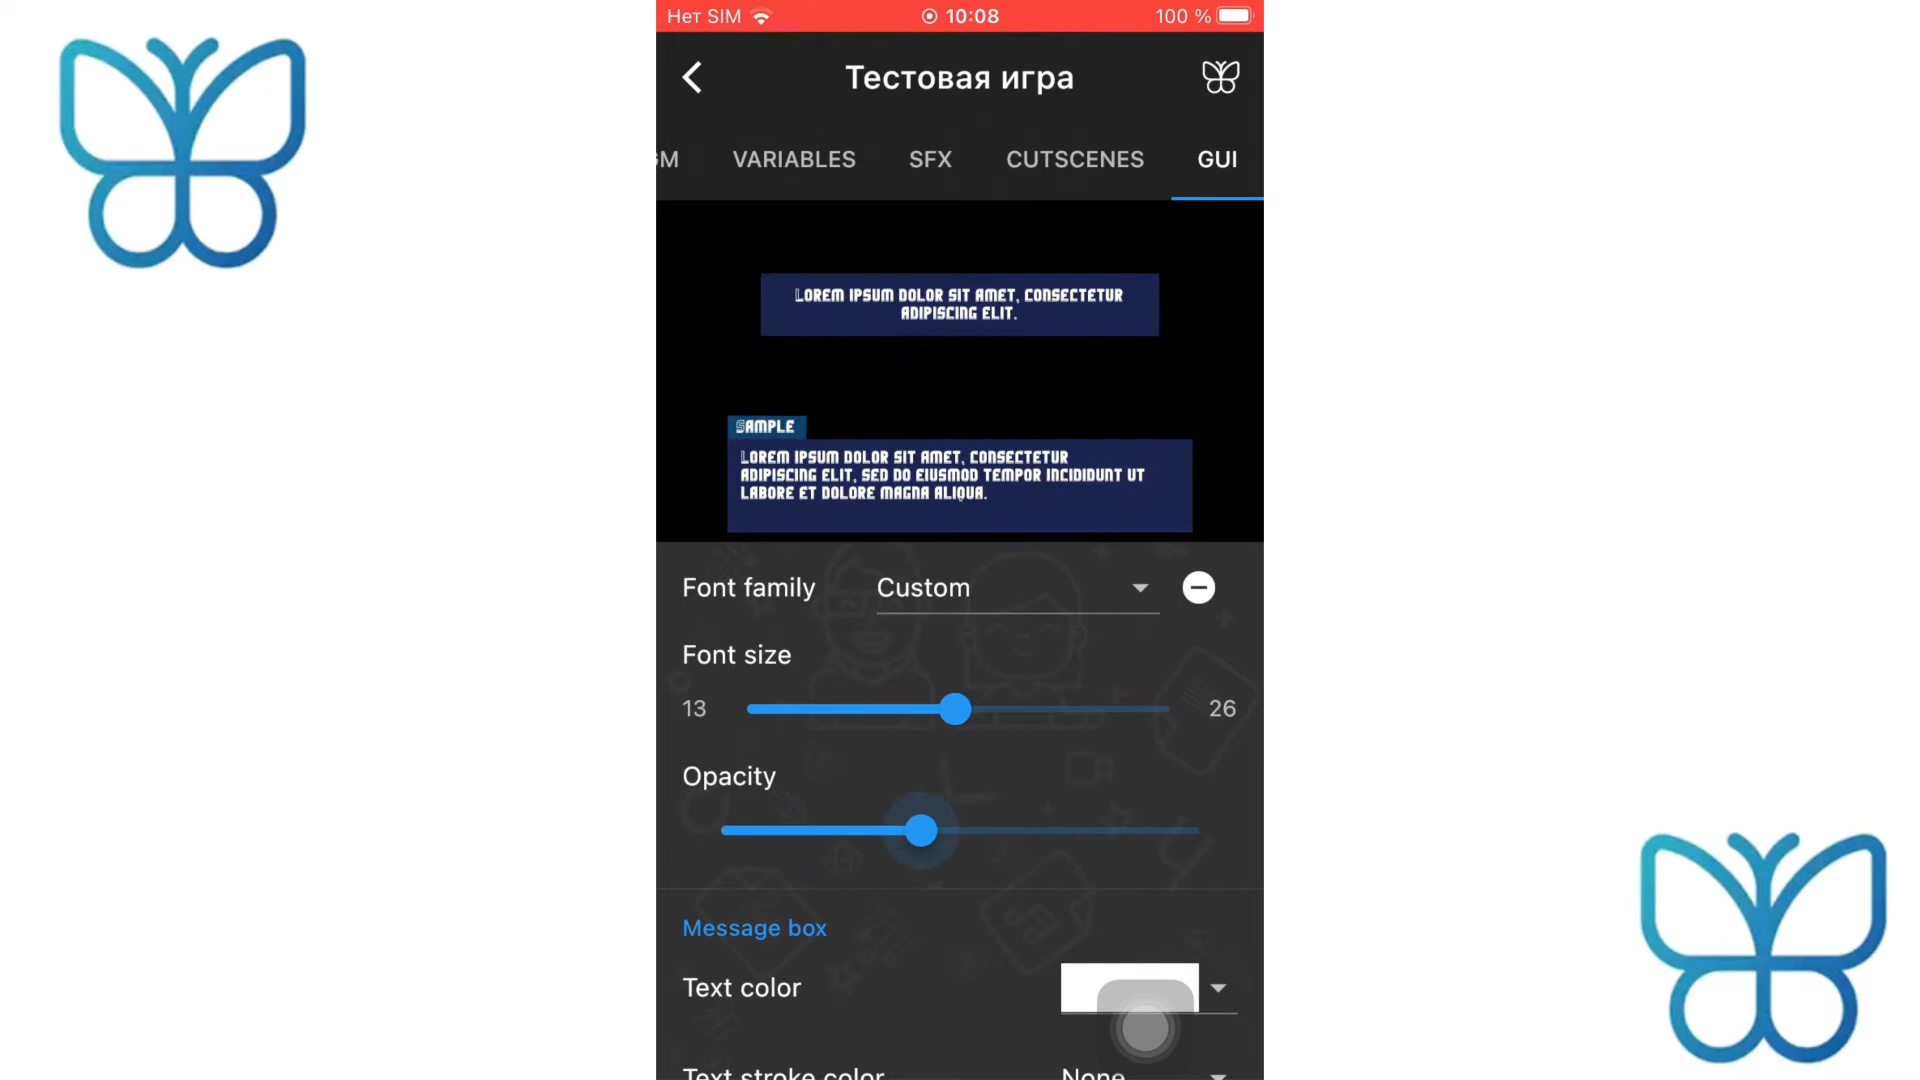 Нет SIM 10:08 100 %
Тестовая игра
GM VARIABLES SFX CUTSCENES GUI
LOREM IPSUM DOLOR SIT AMET, CONSECTETUR
ADIPISCING ELIT.
SAMPLE
LOREM IPSUM DOLOR SIT AMET, CONSECTETUR
ADIPISCING ELIT, SED DO EIUSMOD TEMPOR INCIDIDUNT UT
LABORE ET DOLORE MAGNA ALIQUA.
Font family Custom
Font size
13 26
Opacity
Message box
Text color
Text stroke color None